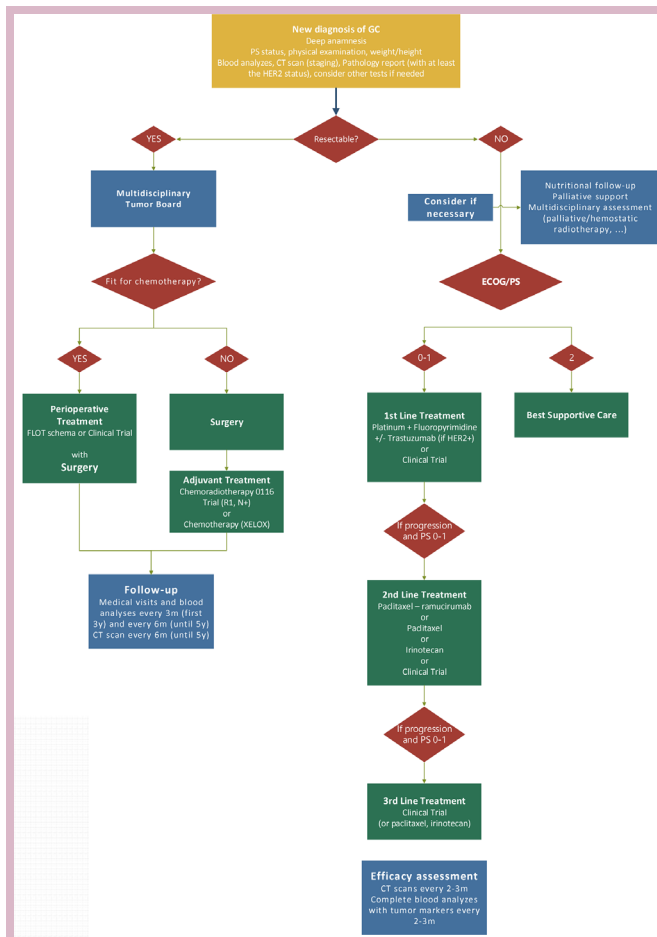 New diagnosis of GC
Deep anamnesis
PS status, physical examination, weight/height
Blood analyzes, CT scan (staging), Pathology report (with at least
the HER2 status), consider other tests if needed
Resectable?
YES
NO
Multidisciplinary
Tumor Board
Consider if
necessary
Nutritional follow-up
Palliative support
Multidisciplinary assessment
(palliative/hemostatic
radiotherapy, ...)
Fit for chemotherapy?
ECOG/PS
YES
NO
0-1
2
Perioperative
Treatment
FLOT schema or Clinical Trial
with
Surgery
Surgery
Adjuvant Treatment
Chemoradiotherapy 0116
Trial (R1, N+)
or
Chemotherapy (XELOX)
1st Line Treatment
Platinum + Fluoropyrimidine
+/- Trastuzumab (if HER2+)
or
Clinical Trial
Best Supportive Care
If progression
and PS 0-1
Follow-up
Medical visits and blood
analyses every 3m (first
3y) and every 6m (until 5y)
CT scan every 6m (until 5y)
2nd Line Treatment
Paclitaxel – ramucirumab
or
Paclitaxel
or
Irinotecan
or
Clinical Trial
If progression
and PS 0-1
3rd Line Treatment
Clinical Trial
(or paclitaxel, irinotecan)
Efficacy assessment
CT scans every 2-3m
Complete blood analyzes
with tumor markers every
2-3m